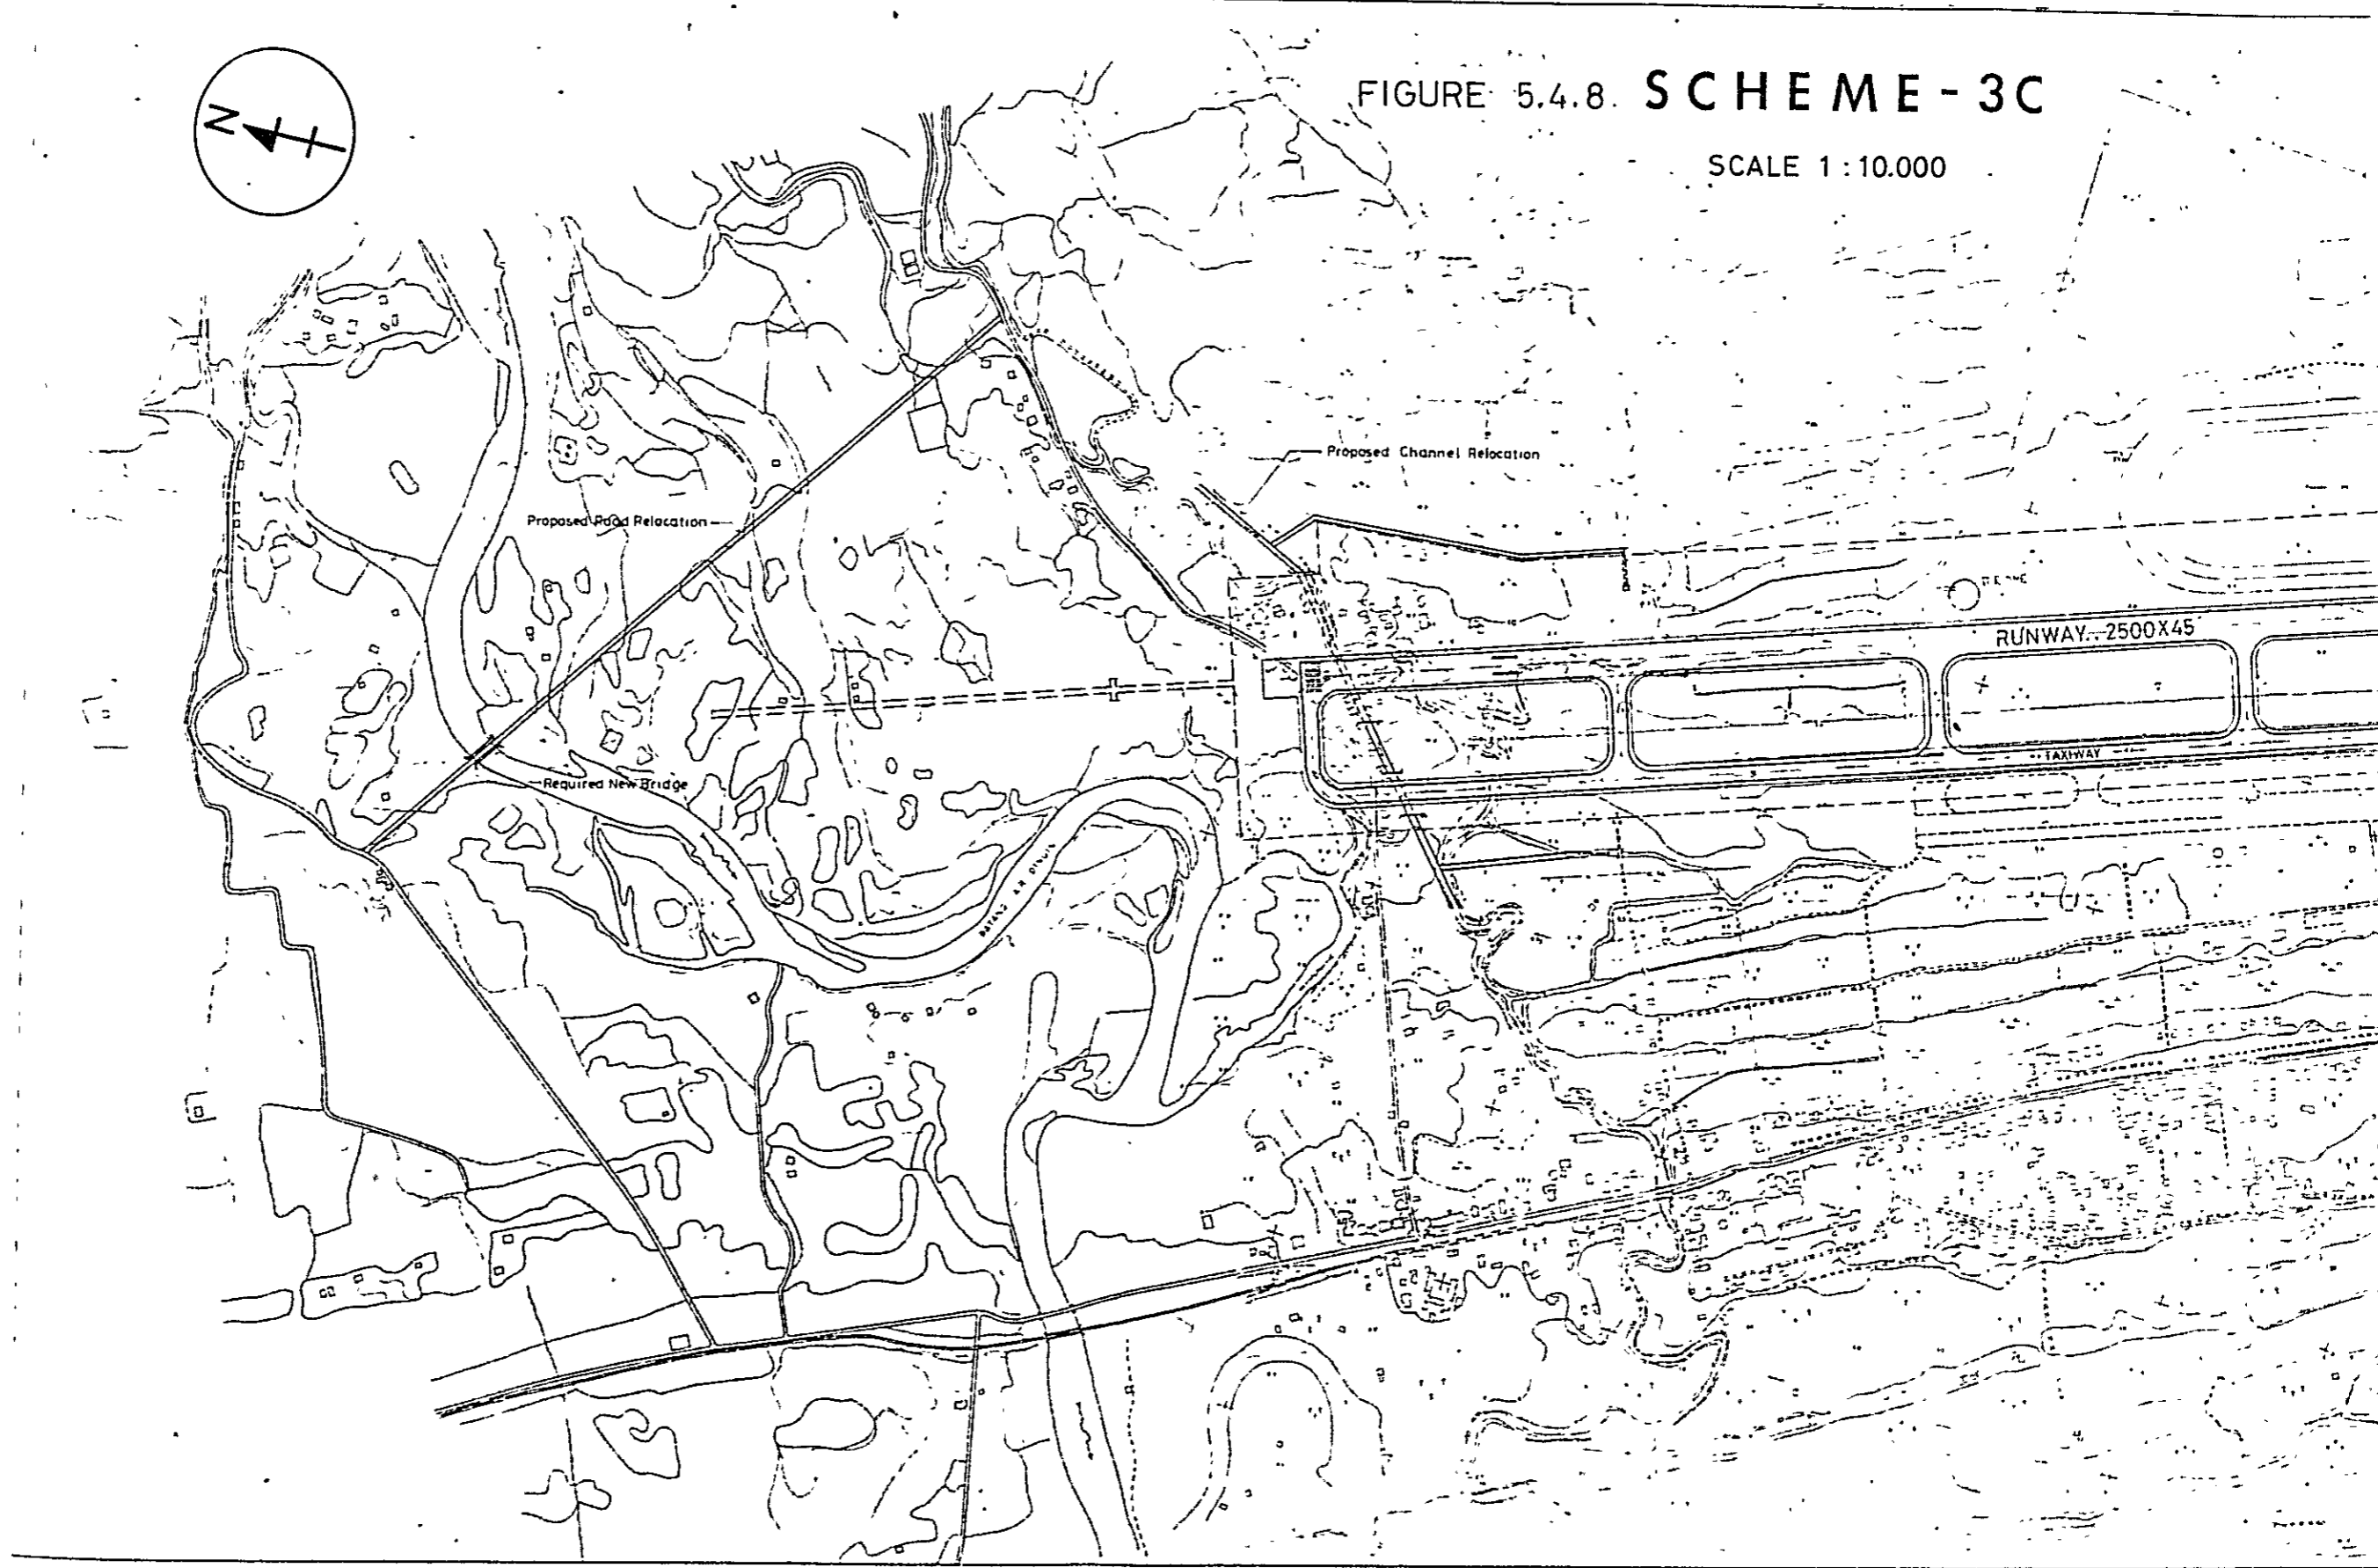 FIGURE 5.4.8. SCHEME-3C
SCALE 1:10.000
N
Proposed Channel Relocation
Proposed Road Relocation
RUNWAY 2500X45
TAXIWAY
Required New Bridge
BATANG